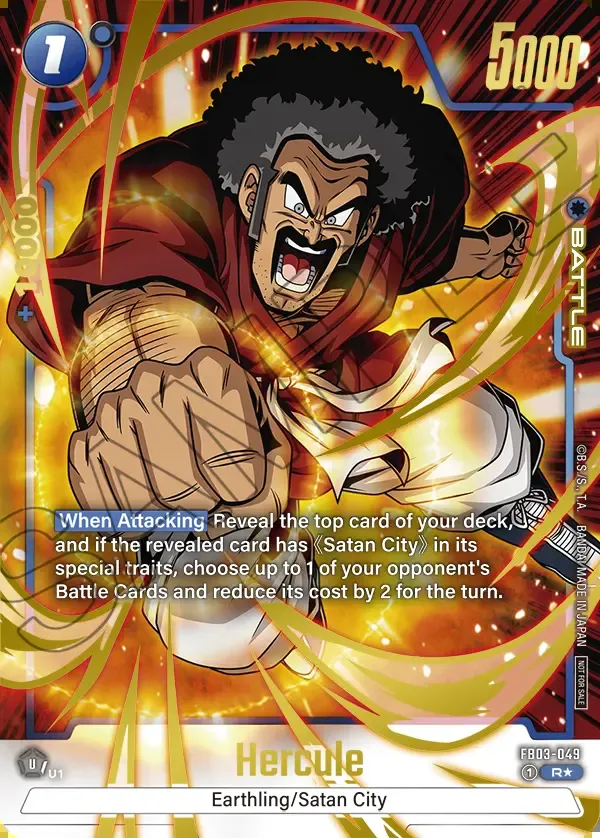 1
5000
+10000
BATTLE
SAMPLE
When Attacking Reveal the top card of your deck,
and if the revealed card has 《Satan City》 in its
special traits, choose up to 1 of your opponent's
Battle Cards and reduce its cost by 2 for the turn.
©B.S./S., T.A. BANDAI MADE IN JAPAN
NOT FOR SALE
Hercule
FB03-049
U/U1
1 R★
Earthling/Satan City